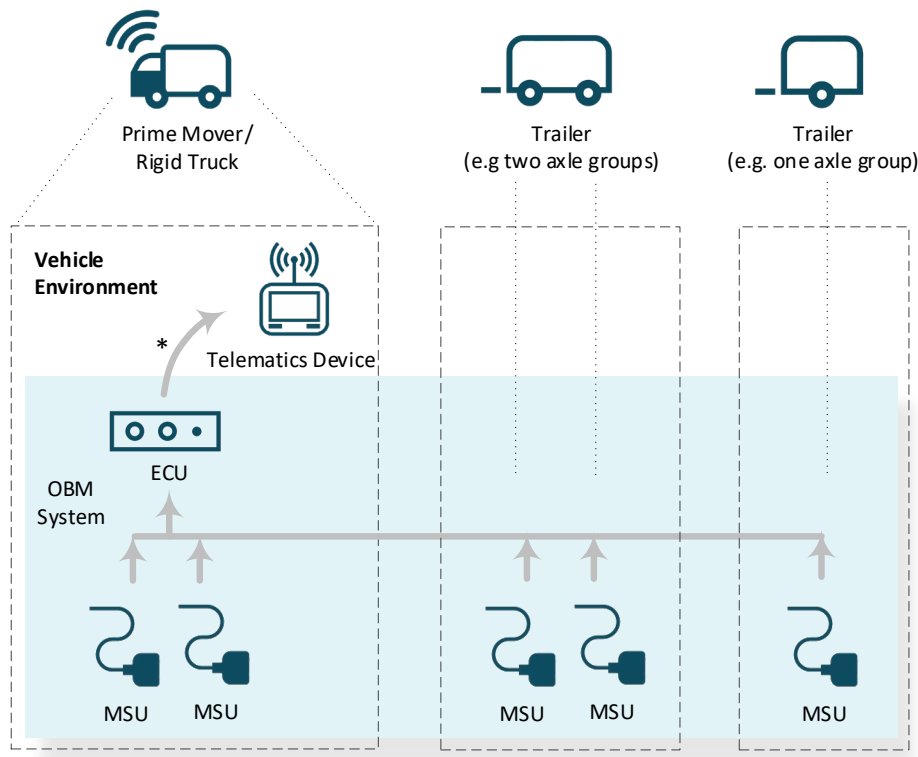 Prime Mover/
Rigid Truck
Trailer
(e.g two axle groups)
Trailer
(e.g. one axle group)
Vehicle
Environment
*
Telematics Device
ECU
OBM
System
MSU
MSU
MSU
MSU
MSU